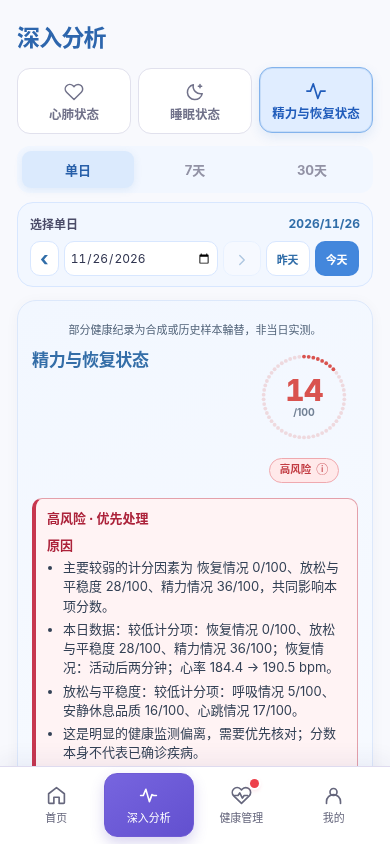 深入分析
心肺状态
睡眠状态
精力与恢复状态
单日
7天
30天
选择单日
2026/11/26
11/26/2026
昨天
今天
部分健康纪录为合成或历史样本輪替，非当日实测。
精力与恢复状态
14
/100
高风险 ⓘ
高风险 · 优先处理
原因
• 主要较弱的计分因素为 恢复情况 0/100、放松与
平稳度 28/100、精力情况 36/100，共同影响本
项分数。
• 本日数据：较低计分项：恢复情况 0/100、放松
与平稳度 28/100、精力情况 36/100；恢复情
况：活动后两分钟；心率 184.4 → 190.5 bpm。
• 放松与平稳度：较低计分项：呼吸情况 5/100、
安静休息品质 16/100、心跳情况 17/100。
• 这是明显的健康监测偏离，需要优先核对；分数
本身不代表已确诊疾病。
首页
深入分析
健康管理
我的